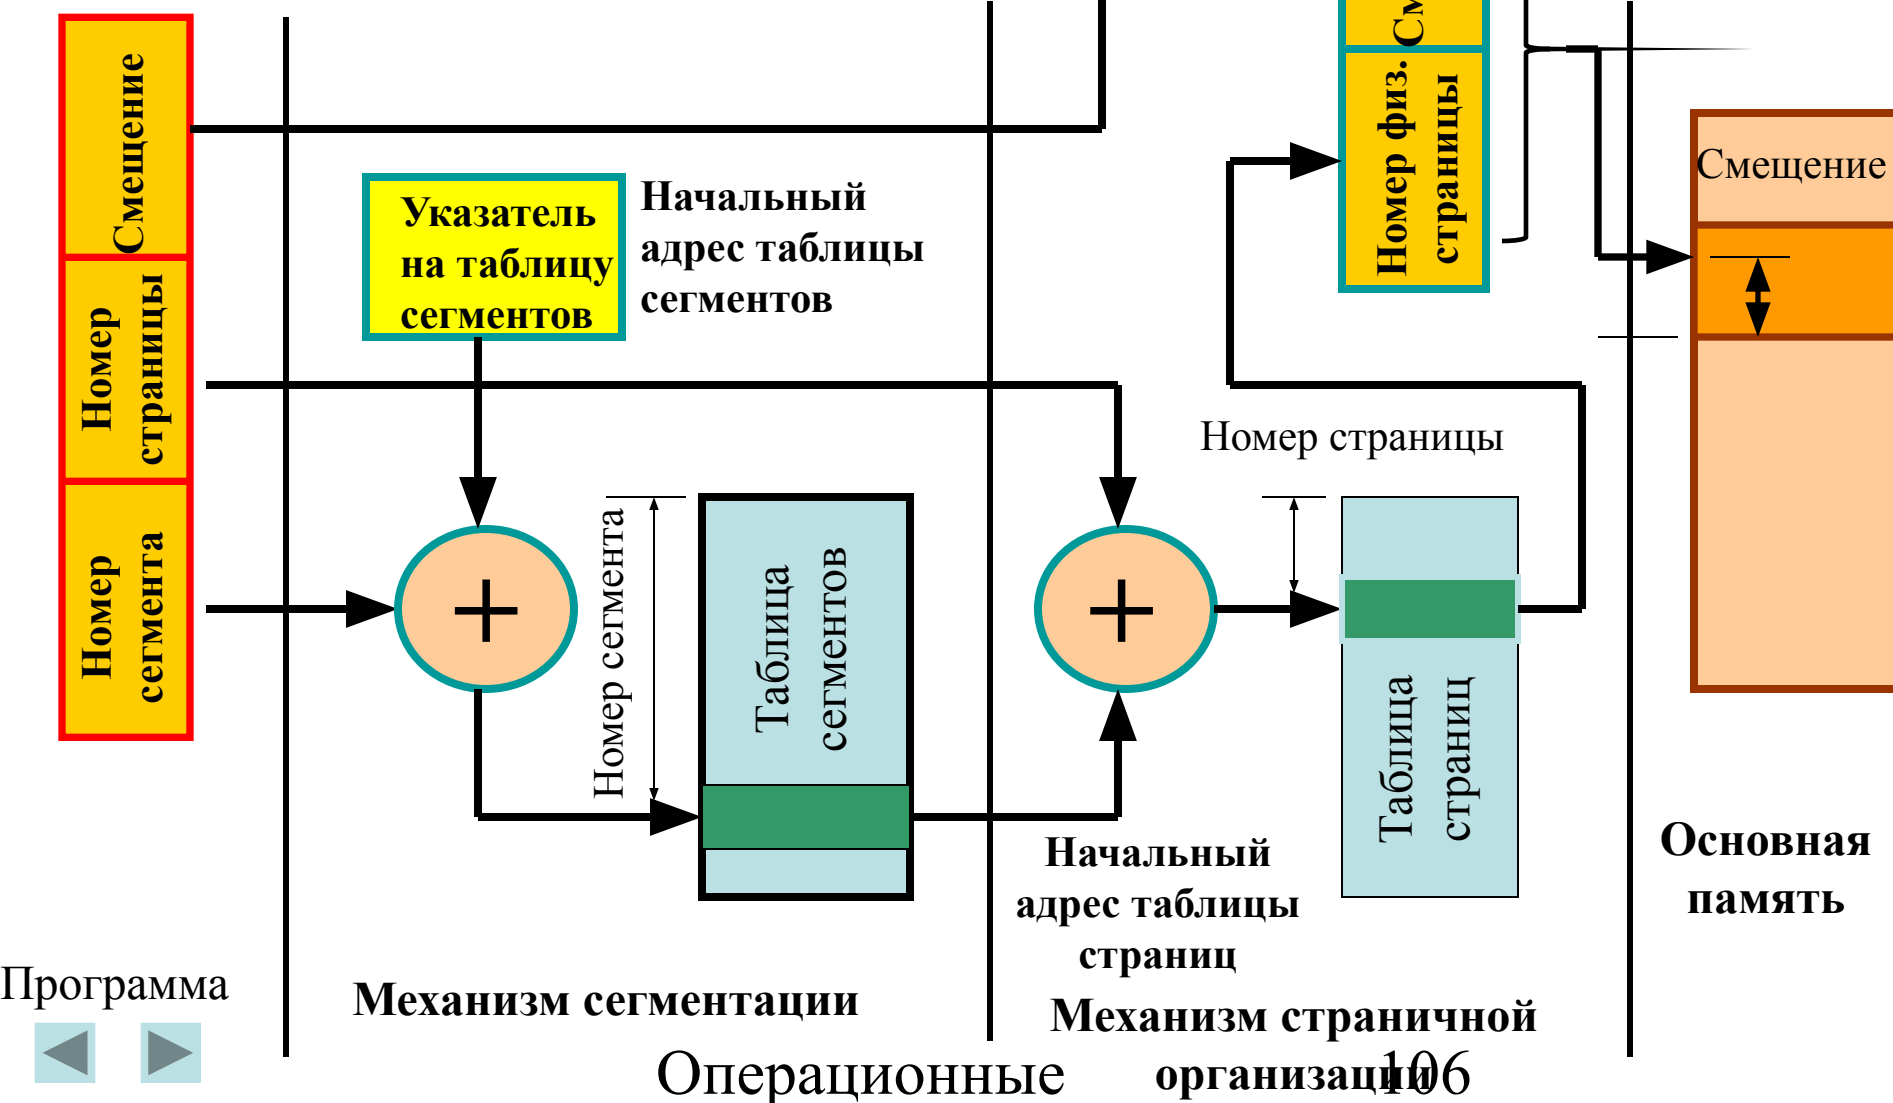 Смещение
Номер
страницы
Номер
сегмента
Программа
Указатель
на таблицу
сегментов
Начальный
адрес таблицы
сегментов
Номер сегмента
Таблица
сегментов
Механизм сегментации
См
Номер физ.
страницы
Номер страницы
Таблица
страниц
Начальный
адрес таблицы
страниц
Механизм страничной
организации
Смещение
Основная
память
Операционные
106